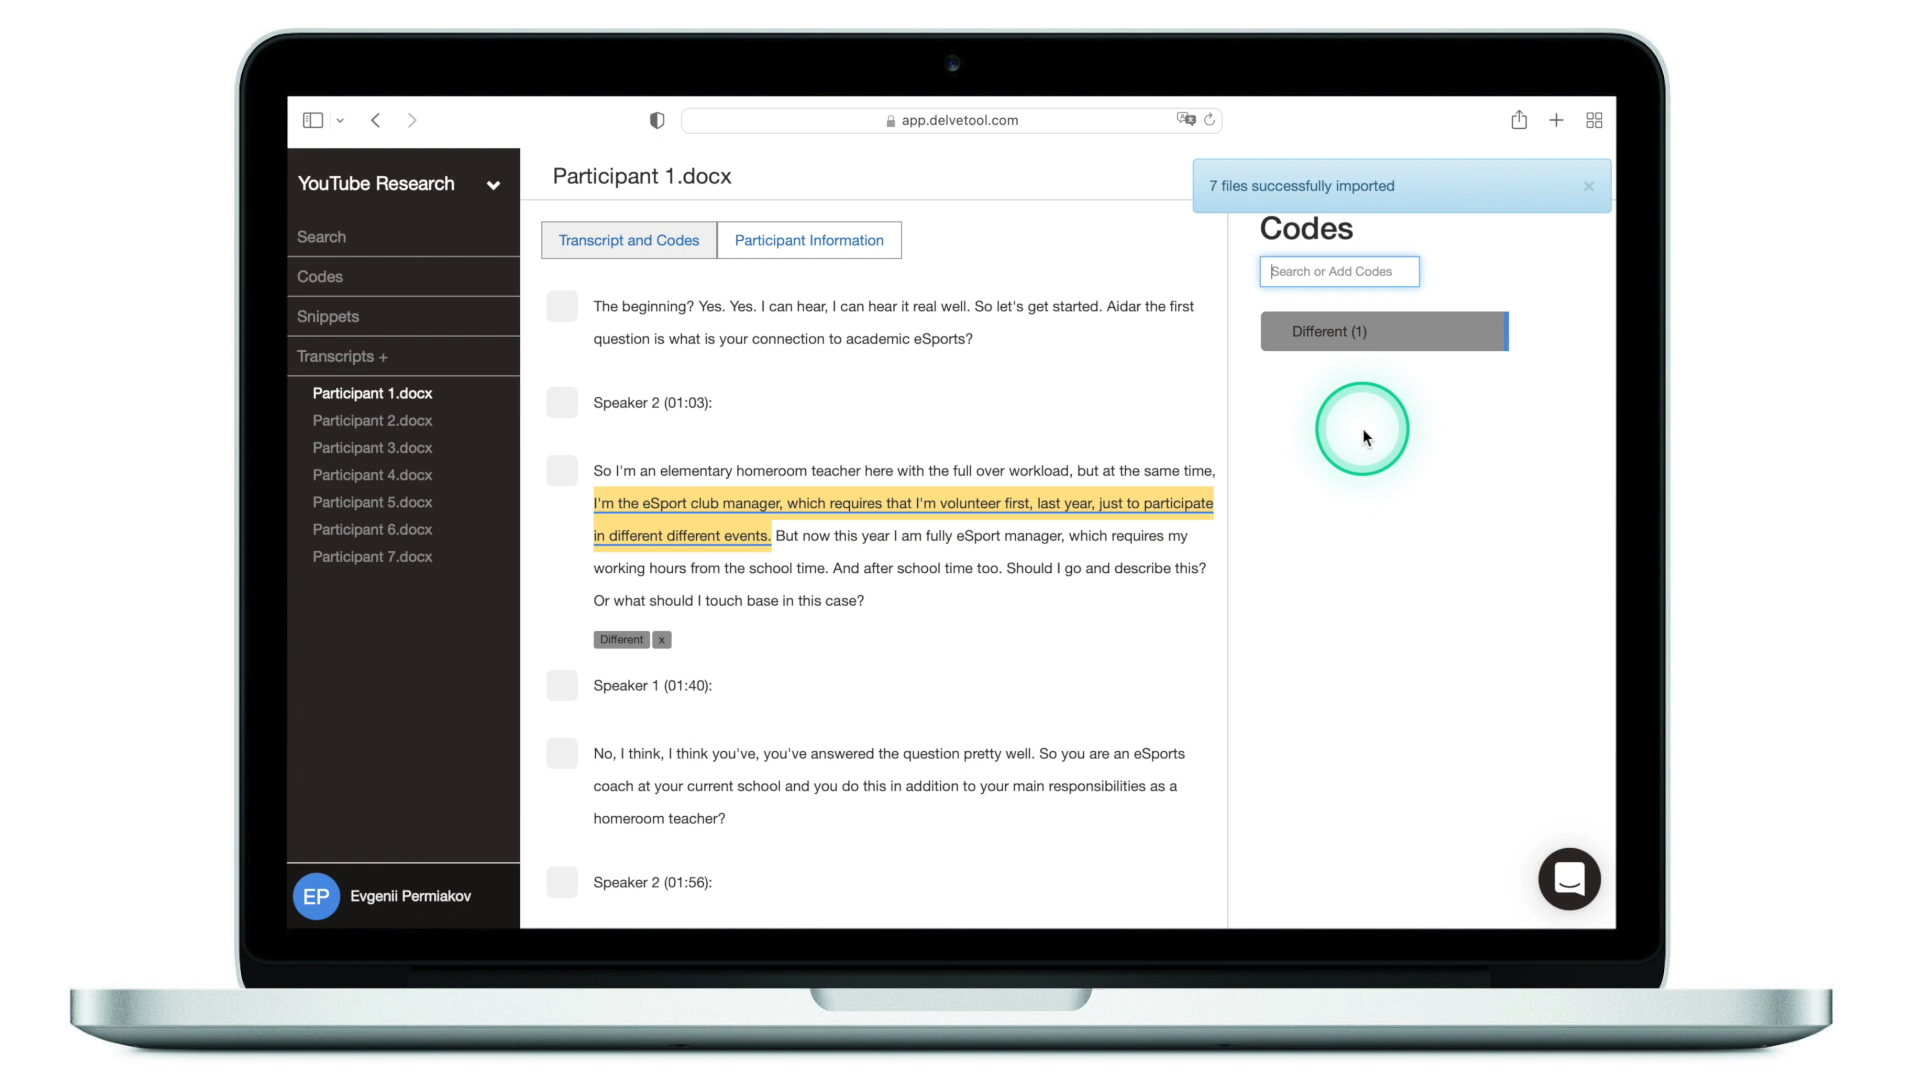 app.delvetool.com
YouTube Research
Search
Codes
Snippets
Transcripts +
Participant 1.docx
Participant 2.docx
Participant 3.docx
Participant 4.docx
Participant 5.docx
Participant 6.docx
Participant 7.docx
EP Evgenii Permiakov
Participant 1.docx
Transcript and Codes
Participant Information
The beginning? Yes. Yes. I can hear, I can hear it real well. So let's get started. Aidar the first
question is what is your connection to academic eSports?
Speaker 2 (01:03):
So I'm an elementary homeroom teacher here with the full over workload, but at the same time,
I'm the eSport club manager, which requires that I'm volunteer first, last year, just to participate
in different different events. But now this year I am fully eSport manager, which requires my
working hours from the school time. And after school time too. Should I go and describe this?
Or what should I touch base in this case?
Different x
Speaker 1 (01:40):
No, I think, I think you've, you've answered the question pretty well. So you are an eSports
coach at your current school and you do this in addition to your main responsibilities as a
homeroom teacher?
Speaker 2 (01:56):
7 files successfully imported ×
Codes
Search or Add Codes
Different (1)